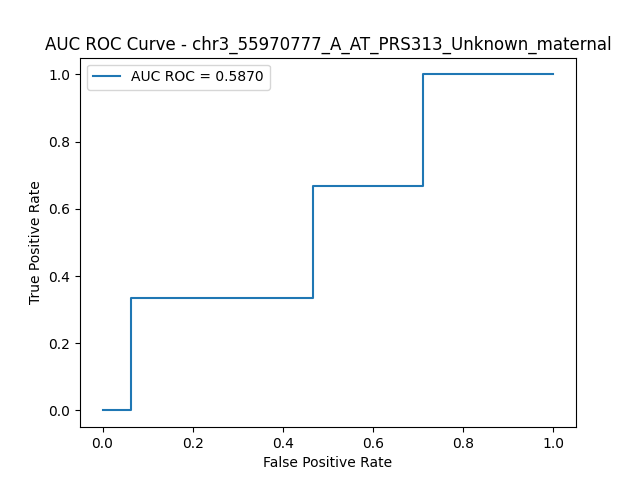 AUC ROC Curve - chr3_55970777_A_AT_PRS313_Unknown_maternal
AUC ROC = 0.5870
True Positive Rate
1.0
0.8
0.6
0.4
0.2
0.0
0.0 0.2 0.4 0.6 0.8 1.0
False Positive Rate